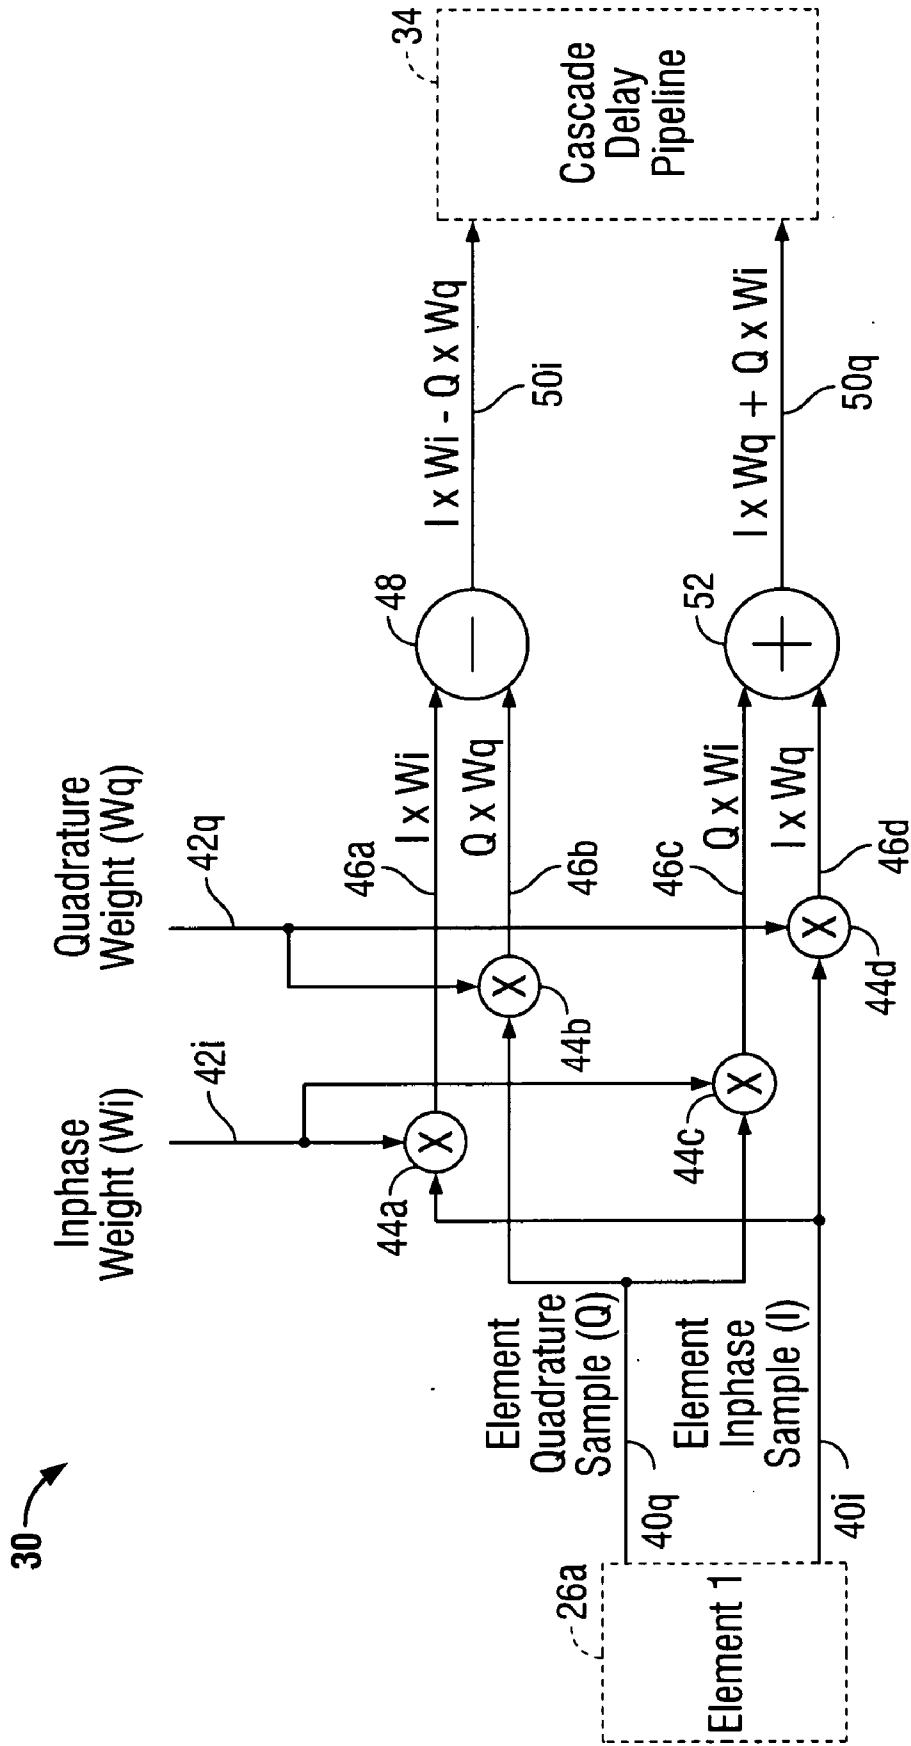 30
Inphase
Weight (Wi)
42i
Quadrature
Weight (Wq)
42q
44a
44b
44c
44d
46a
I x Wi
46b
Q x Wq
46c
Q x Wi
46d
I x Wq
X
X
X
X
48
−
52
+
I x Wi - Q x Wq
50i
I x Wq + Q x Wi
50q
34
Cascade
Delay
Pipeline
Element
Quadrature
Sample (Q)
40q
Element
Inphase
Sample (I)
40i
26a
Element 1